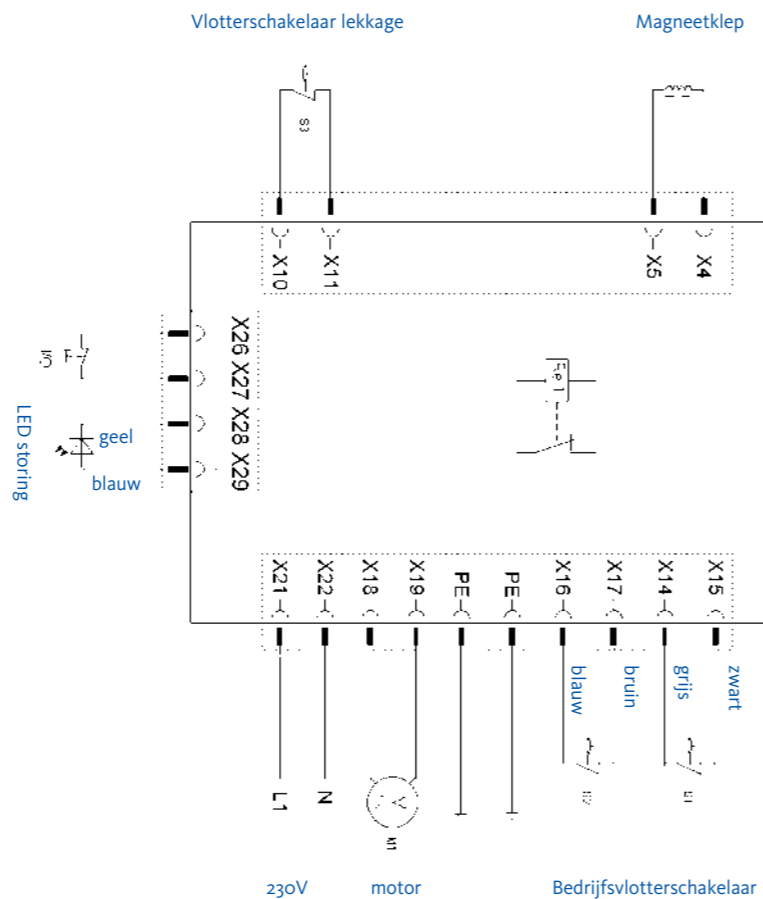 Vlotterschakelaar lekkage
Magneetklep
S3
X10
X11
X5
X4
X26
X27
X28
X29
LED storing
geel
blauw
X21
X22
X18
X19
PE
PE
X16
X17
X14
X15
blauw
bruin
grijs
zwart
L1
N
M1
230V
motor
Bedrijfsvlotterschakelaar